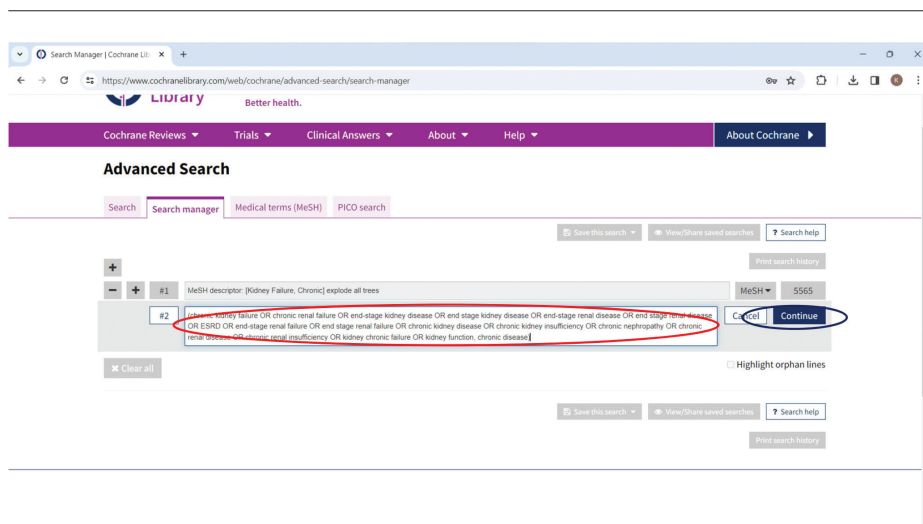 Search Manager | Cochrane Lib
https://www.cochranelibrary.com/web/cochrane/advanced-search/search-manager
K
Library
Better health.
Cochrane Reviews
Trials
Clinical Answers
About
Help
About Cochrane
Advanced Search
Search
Search manager
Medical terms (MeSH)
PICO search
Save this search
View/Share saved searches
? Search help
Print search history
+
− + #1 MeSH descriptor: [Kidney Failure, Chronic] explode all trees MeSH 5565
#2 (chronic kidney failure OR chronic renal failure OR end-stage kidney disease OR end stage kidney disease OR end-stage renal disease OR end stage renal disease
OR ESRD OR end-stage renal failure OR end stage renal failure OR chronic kidney disease OR chronic kidney insufficiency OR chronic nephropathy OR chronic
renal disease OR chronic renal insufficiency OR kidney chronic failure OR kidney function, chronic disease)
Cancel
Continue
Clear all
Highlight orphan lines
Save this search
View/Share saved searches
? Search help
Print search history